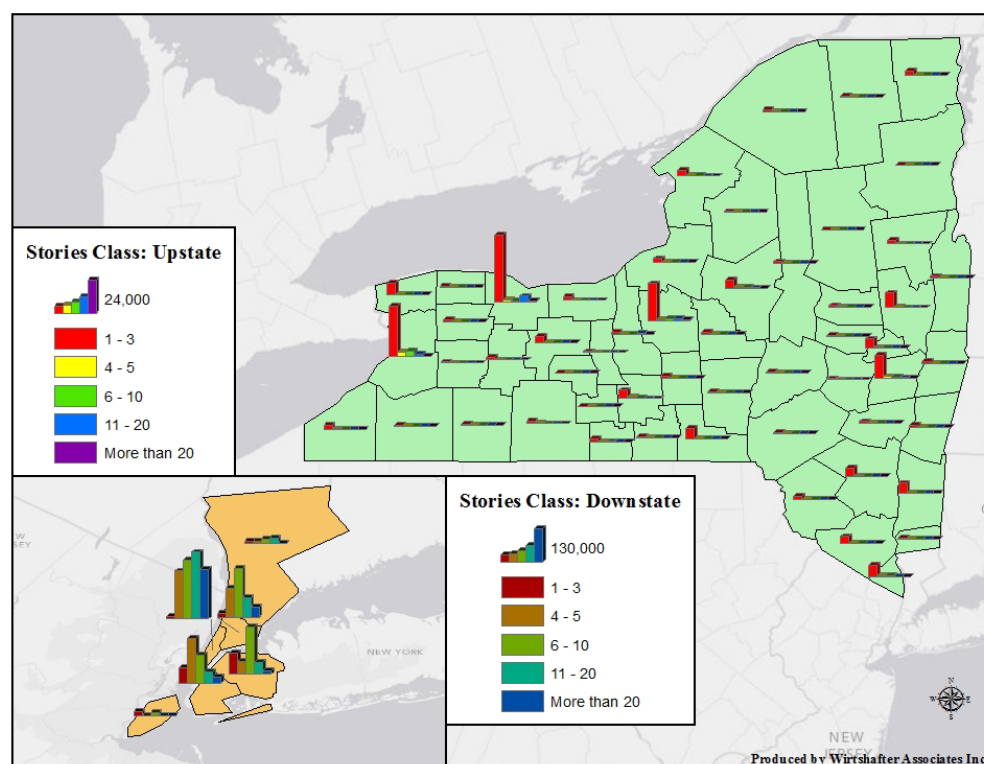 Stories Class: Upstate
24,000
1 - 3
4 - 5
6 - 10
11 - 20
More than 20
Stories Class: Downstate
130,000
1 - 3
4 - 5
6 - 10
11 - 20
More than 20
NEW YORK
N
W E
S
NEW
JERSEY
Produced by Wirtshafter Associates Inc